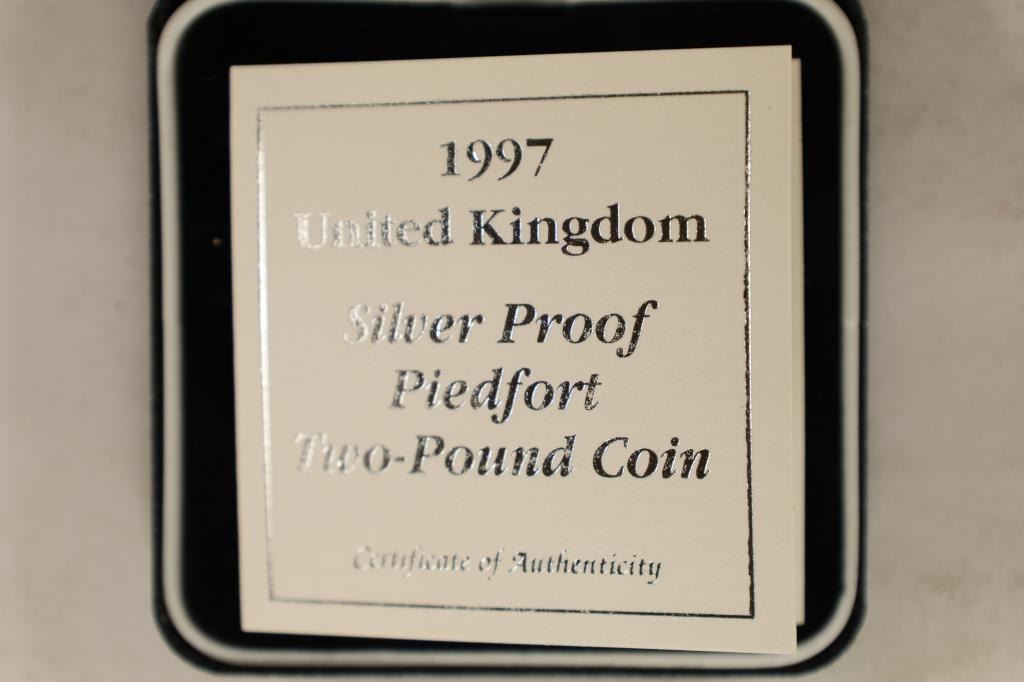 1997
United Kingdom
Silver Proof
Piedfort
Two-Pound Coin
Certificate of Authenticity